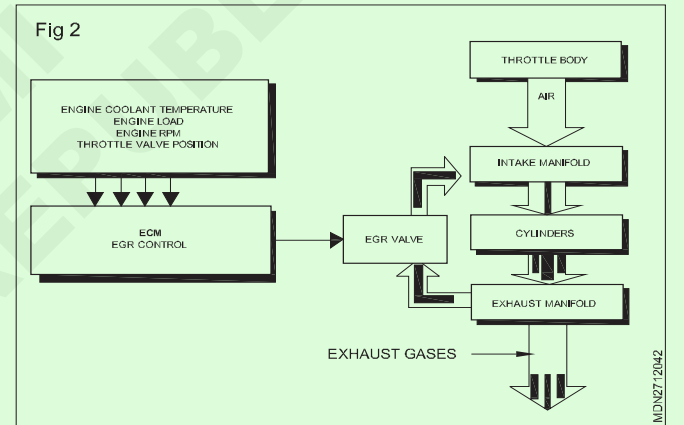 Fig 2
ENGINE COOLANT TEMPERATURE
ENGINE LOAD
ENGINE RPM
THROTTLE VALVE POSITION
ECM
EGR CONTROL
EGR VALVE
THROTTLE BODY
AIR
INTAKE MANIFOLD
CYLINDERS
EXHAUST MANIFOLD
EXHAUST GASES
MDN2712042